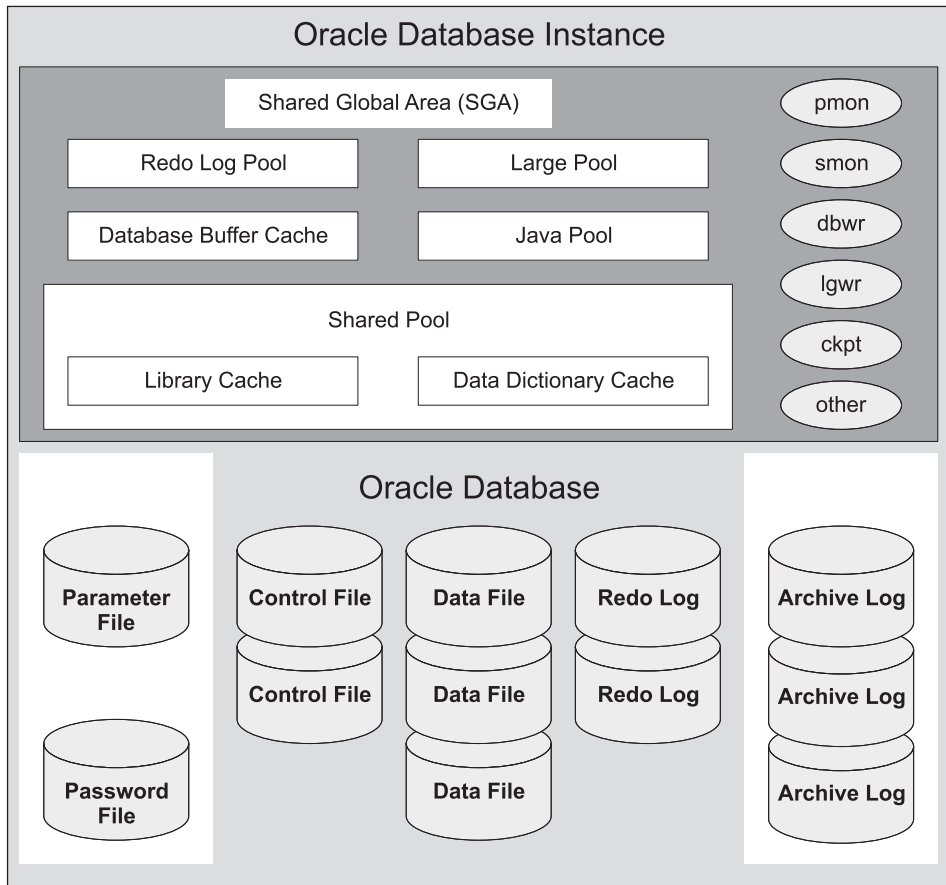 Oracle Database Instance
Shared Global Area (SGA)
pmon
Redo Log Pool
Large Pool
smon
Database Buffer Cache
Java Pool
dbwr
lgwr
Shared Pool
ckpt
Library Cache
Data Dictionary Cache
other
Oracle Database
Parameter
File
Control File
Data File
Redo Log
Archive Log
Control File
Data File
Redo Log
Archive Log
Password
File
Data File
Archive Log